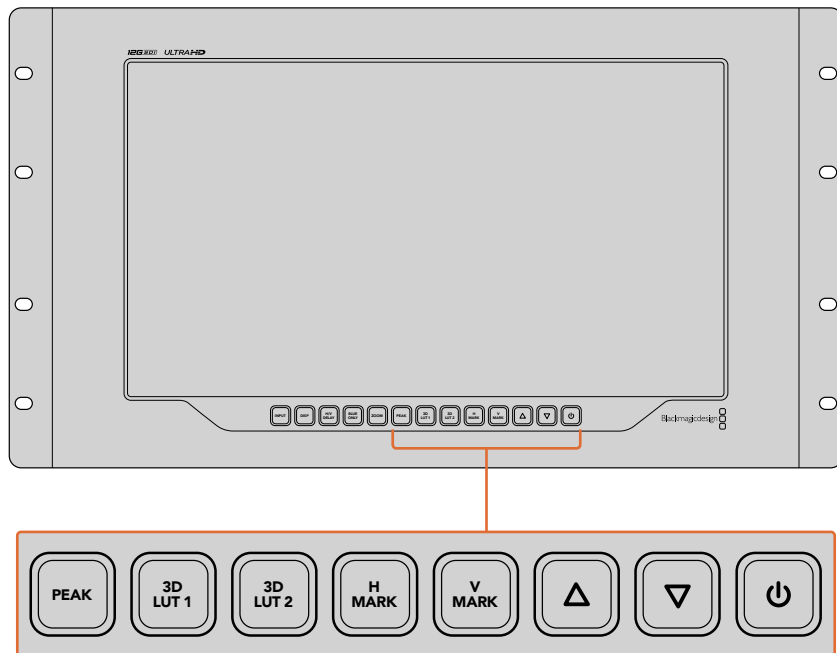 12G SDI ULTRAHD
INPUT DISP H/V DELAY BLUE ONLY ZOOM PEAK 3D LUT 1 3D LUT 2 H MARK V MARK
Blackmagicdesign
PEAK
3D
LUT 1
3D
LUT 2
H
MARK
V
MARK